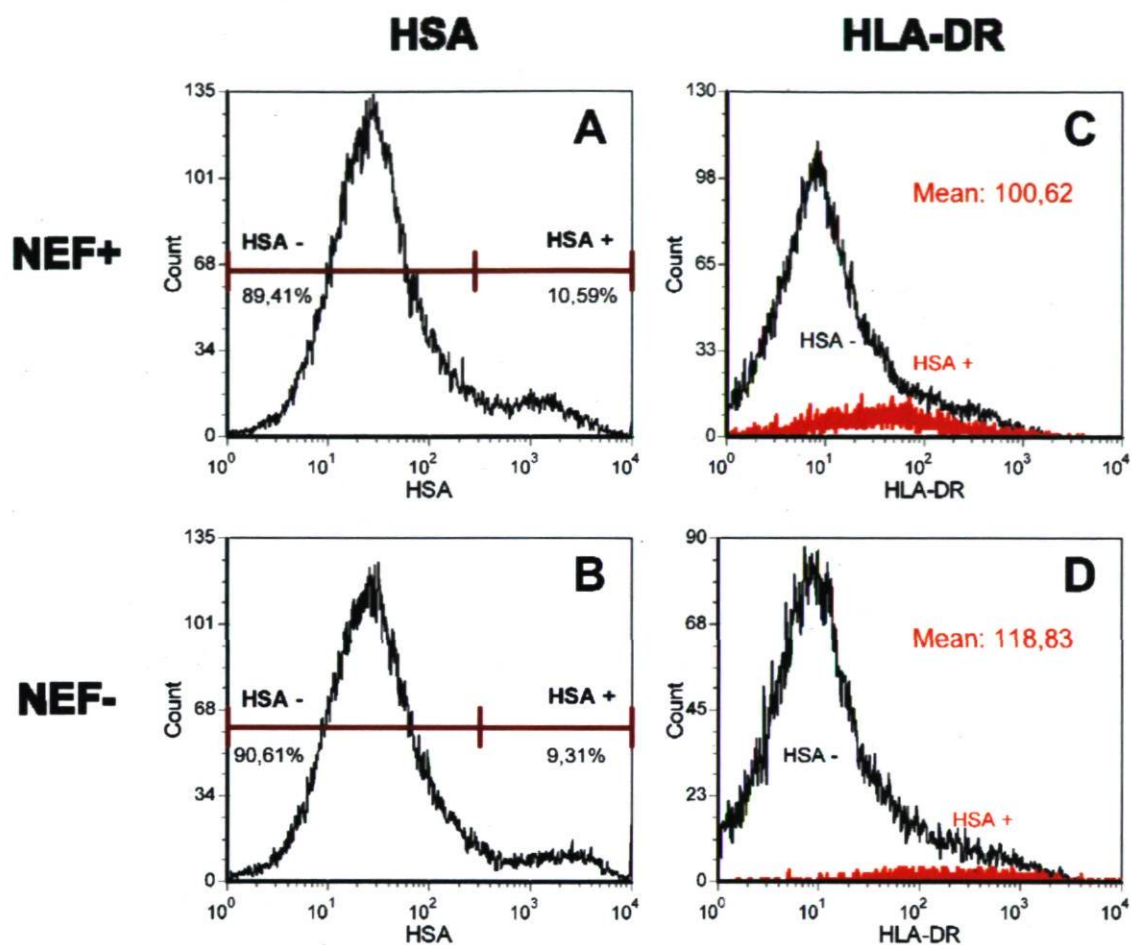 HSA HLA-DR
NEF+
135
101
68
34
0
Count
A
HSA -
89,41%
HSA +
10,59%
10⁰ 10¹ 10² 10³ 10⁴
HSA
130
98
65
33
0
Count
C
Mean: 100,62
HSA -
HSA +
10⁰ 10¹ 10² 10³ 10⁴
HLA-DR
NEF-
135
101
68
34
0
Count
B
HSA -
90,61%
HSA +
9,31%
10⁰ 10¹ 10² 10³ 10⁴
HSA
90
68
45
23
0
Count
D
Mean: 118,83
HSA -
HSA +
10⁰ 10¹ 10² 10³ 10⁴
HLA-DR